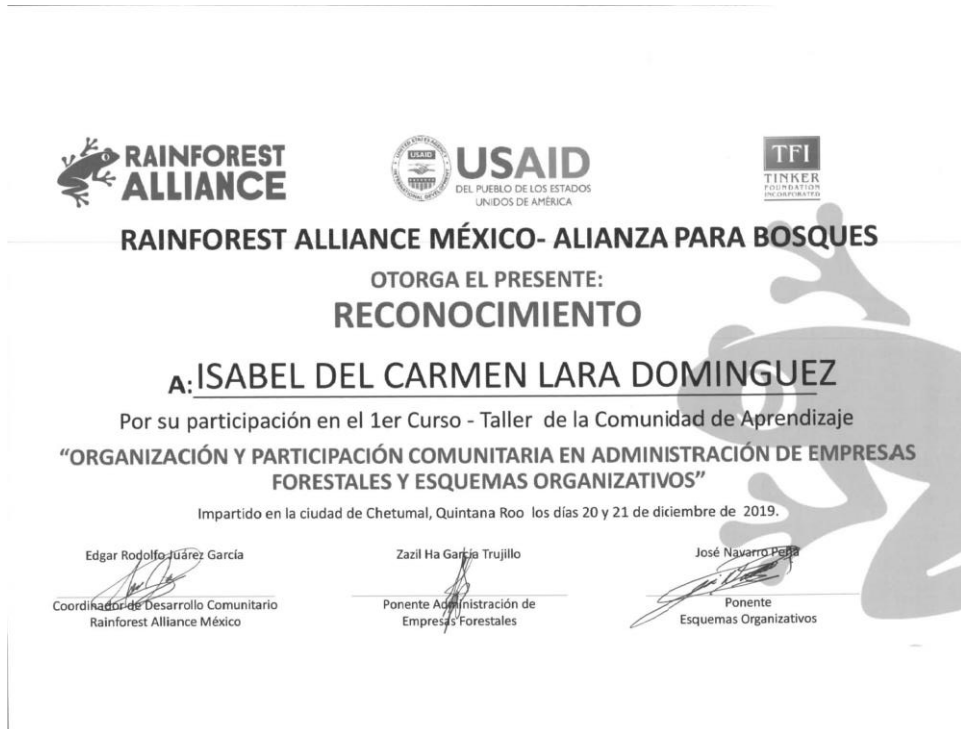 RAINFOREST
ALLIANCE
USAID
USAID
DEL PUEBLO DE LOS ESTADOS
UNIDOS DE AMÉRICA
TFI
TINKER
FOUNDATION
INCORPORATED
RAINFOREST ALLIANCE MÉXICO- ALIANZA PARA BOSQUES
OTORGA EL PRESENTE:
RECONOCIMIENTO
A: ISABEL DEL CARMEN LARA DOMINGUEZ
Por su participación en el 1er Curso - Taller de la Comunidad de Aprendizaje
“ORGANIZACIÓN Y PARTICIPACIÓN COMUNITARIA EN ADMINISTRACIÓN DE EMPRESAS
FORESTALES Y ESQUEMAS ORGANIZATIVOS”
Impartido en la ciudad de Chetumal, Quintana Roo los días 20 y 21 de diciembre de 2019.
Edgar Rodolfo Juárez García
Coordinador de Desarrollo Comunitario
Rainforest Alliance México
Zazil Ha García Trujillo
Ponente Administración de
Empresas Forestales
José Navarro Peña
Ponente
Esquemas Organizativos